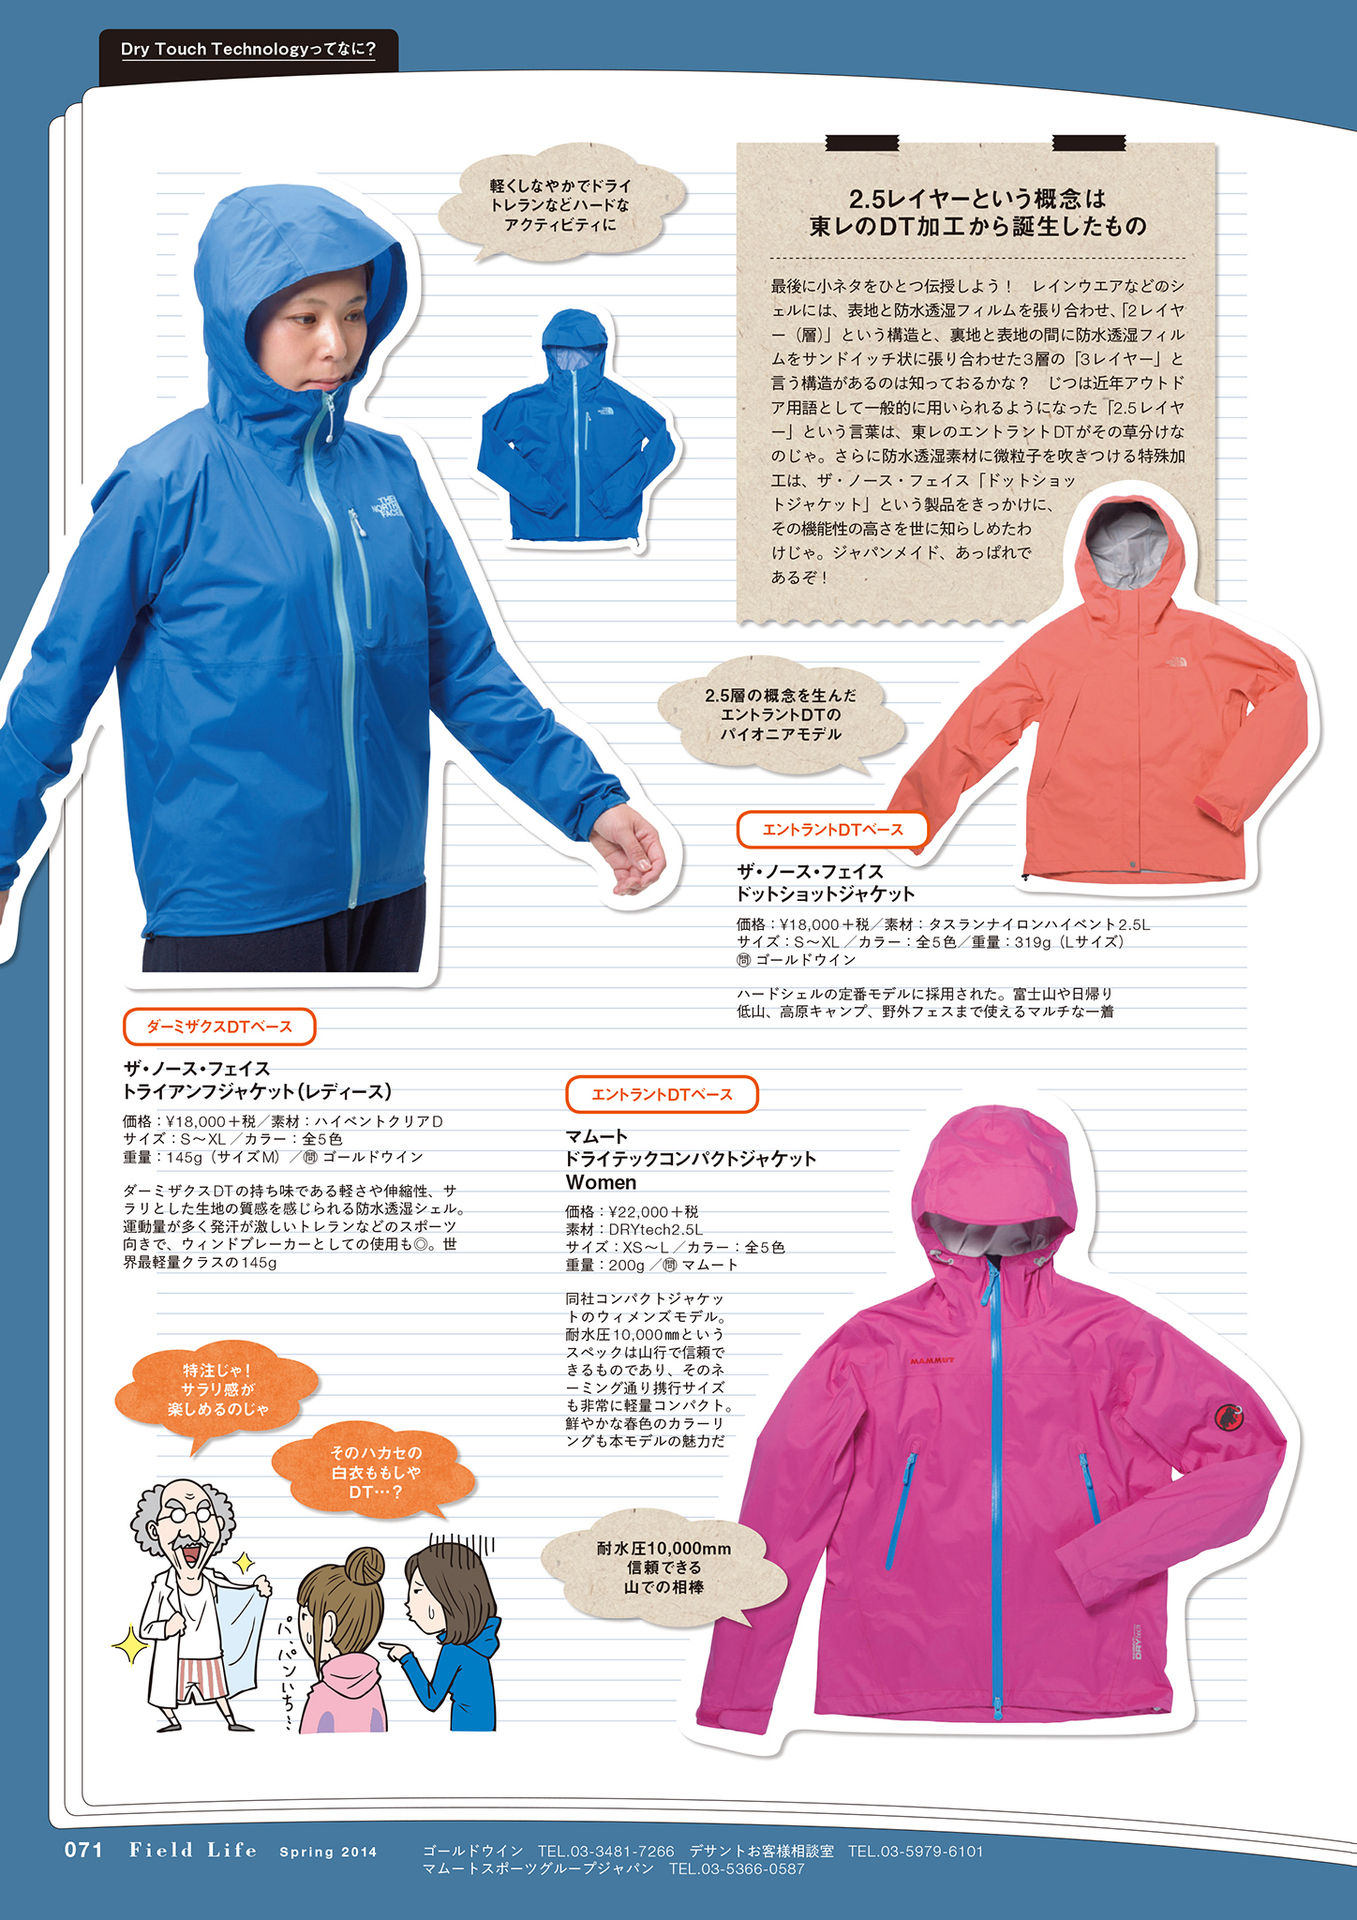 Dry Touch Technologyってなに?
軽くしなやかでドライ
トレランなどハードな
アクティビティに
2.5レイヤーという概念は
東レのDT加工から誕生したもの
最後に小ネタをひとつ伝授しよう! レインウエアなどのシ
ェルには、表地と防水透湿フィルムを張り合わせ、「2レイヤ
ー(層)」という構造と、裏地と表地の間に防水透湿フィル
ムをサンドイッチ状に張り合わせた3層の「3レイヤー」と
言う構造があるのは知っておるかな? じつは近年アウトド
ア用語として一般的に用いられるようになった「2.5レイヤ
ー」という言葉は、東レのエントラントDTがその草分けな
のじゃ。さらに防水透湿素材に微粒子を吹きつける特殊加
工は、ザ・ノース・フェイス「ドットショッ
トジャケット」という製品をきっかけに、
その機能性の高さを世に知らしめたわ
けじゃ。ジャパンメイド、あっぱれで
あるぞ!
THE
NORTH
FACE
2.5層の概念を生んだ
エントラントDTの
パイオニアモデル
エントラントDTベース
ザ・ノース・フェイス
ドットショットジャケット
価格:¥18,000+税/素材:タスランナイロンハイベント2.5L
サイズ:S〜XL/カラー:全5色/重量:319g(Lサイズ)
㉄ゴールドウイン
ハードシェルの定番モデルに採用された。富士山や日帰り
低山、高原キャンプ、野外フェスまで使えるマルチな一着
ダーミザクスDTベース
ザ・ノース・フェイス
トライアンフジャケット(レディース)
価格:¥18,000+税/素材:ハイベントクリアD
サイズ:S〜XL/カラー:全5色
重量:145g(サイズM)/㉄ゴールドウイン
ダーミザクスDTの持ち味である軽さや伸縮性、サ
ラリとした生地の質感を感じられる防水透湿シェル。
運動量が多く発汗が激しいトレランなどのスポーツ
向きで、ウィンドブレーカーとしての使用も◎。世
界最軽量クラスの145g
エントラントDTベース
マムート
ドライテックコンパクトジャケット
Women
価格:¥22,000+税
素材:DRYtech2.5L
サイズ:XS〜L/カラー:全5色
重量:200g/㉄マムート
同社コンパクトジャケッ
トのウィメンズモデル。
耐水圧10,000㎜という
スペックは山行で信頼で
きるものであり、そのネ
ーミング通り携行サイズ
も非常に軽量コンパクト。
鮮やかな春色のカラーリ
ングも本モデルの魅力だ
MAMMUT
DRYtech
特注じゃ!
サラリ感が
楽しめるのじゃ
そのハカセの
白衣ももしや
DT…?
パ、パンいち…
耐水圧10,000mm
信頼できる
山での相棒
071 Field Life Spring 2014
ゴールドウイン TEL.03-3481-7266 デサントお客様相談室 TEL.03-5979-6101
マムートスポーツグループジャパン TEL.03-5366-0587